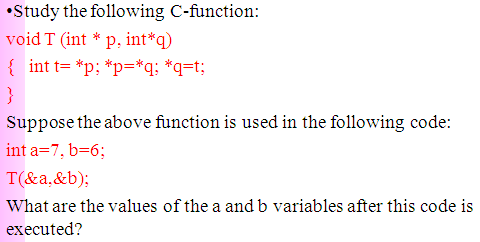 •Study the following C-function:
void T (int * p, int*q)
{ int t= *p; *p=*q; *q=t;
}
Suppose the above function is used in the following code:
int a=7, b=6;
T(&a,&b);
What are the values of the a and b variables after this code is
executed?